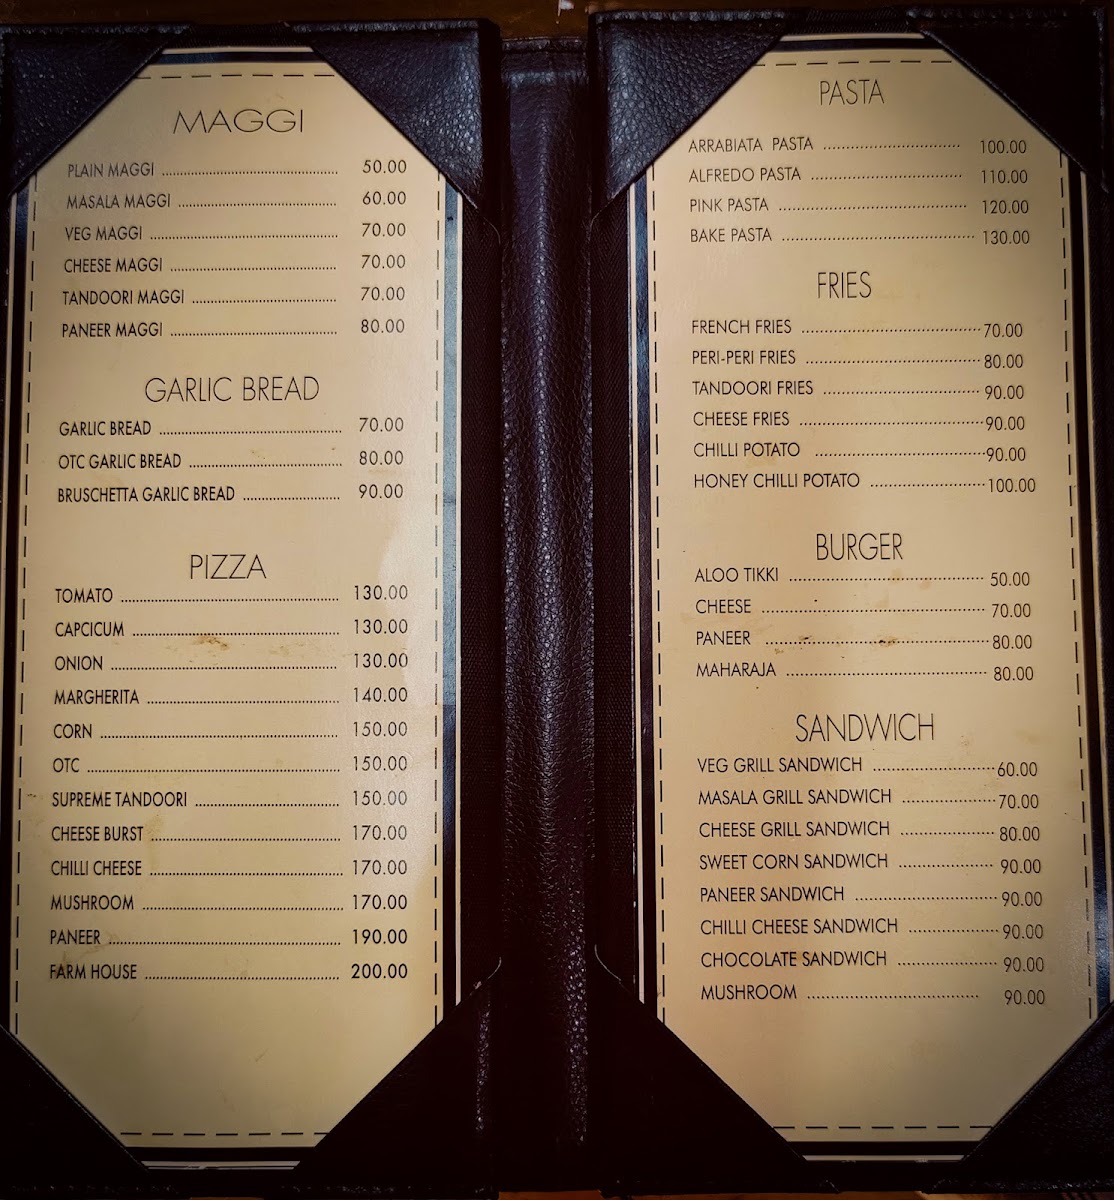 MAGGI
PLAIN MAGGI ........ 50.00
MASALA MAGGI ........ 60.00
VEG MAGGI ........ 70.00
CHEESE MAGGI ........ 70.00
TANDOORI MAGGI ........ 70.00
PANEER MAGGI ........ 80.00
GARLIC BREAD
GARLIC BREAD ........ 70.00
OTC GARLIC BREAD ........ 80.00
BRUSCHETTA GARLIC BREAD ........ 90.00
PIZZA
TOMATO ........ 130.00
CAPCICUM ........ 130.00
ONION ........ 130.00
MARGHERITA ........ 140.00
CORN ........ 150.00
OTC ........ 150.00
SUPREME TANDOORI ........ 150.00
CHEESE BURST ........ 170.00
CHILLI CHEESE ........ 170.00
MUSHROOM ........ 170.00
PANEER ........ 190.00
FARM HOUSE ........ 200.00
PASTA
ARRABIATA PASTA ........ 100.00
ALFREDO PASTA ........ 110.00
PINK PASTA ........ 120.00
BAKE PASTA ........ 130.00
FRIES
FRENCH FRIES ........ 70.00
PERI-PERI FRIES ........ 80.00
TANDOORI FRIES ........ 90.00
CHEESE FRIES ........ 90.00
CHILLI POTATO ........ 90.00
HONEY CHILLI POTATO ........ 100.00
BURGER
ALOO TIKKI ........ 50.00
CHEESE ........ 70.00
PANEER ........ 80.00
MAHARAJA ........ 80.00
SANDWICH
VEG GRILL SANDWICH ........ 60.00
MASALA GRILL SANDWICH ........ 70.00
CHEESE GRILL SANDWICH ........ 80.00
SWEET CORN SANDWICH ........ 90.00
PANEER SANDWICH ........ 90.00
CHILLI CHEESE SANDWICH ........ 90.00
CHOCOLATE SANDWICH ........ 90.00
MUSHROOM ........ 90.00